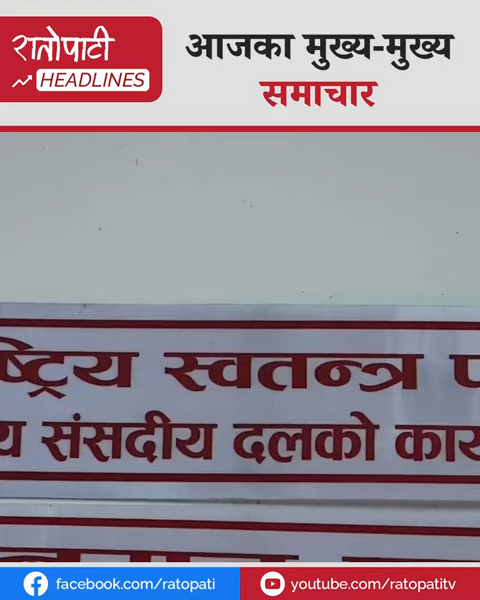 रातोपाटी
HEADLINES
आजका मुख्य-मुख्य
समाचार
ष्ट्रिय स्वतन्त्र प
य संसदीय दलको कार
facebook.com/ratopati
youtube.com/ratopatitv